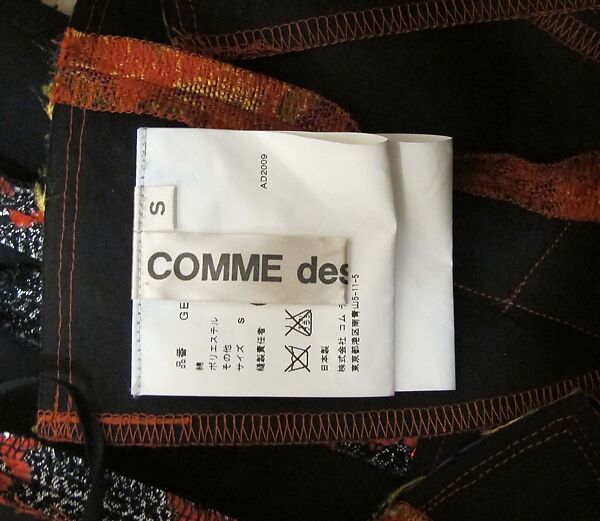 S
COMME des
AD2009
品番 GE
綿
ポリエステル
その他
サイズ S
縫製責任者
日本製
株式会社 コム デ
東京都港区南青山5-11-5